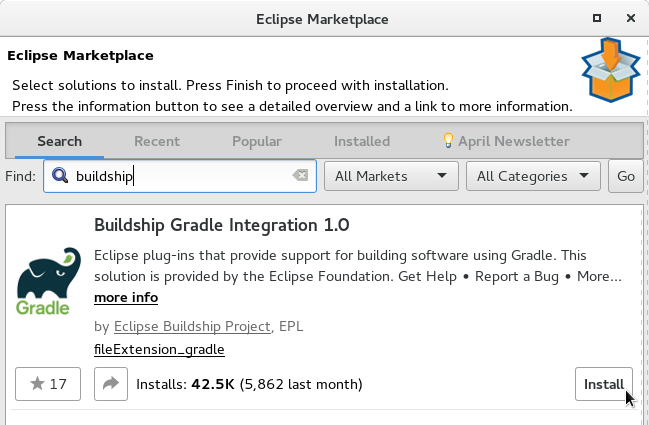 Eclipse Marketplace
Eclipse Marketplace
Select solutions to install. Press Finish to proceed with installation.
Press the information button to see a detailed overview and a link to more information.
Search Recent Popular Installed April Newsletter
Find: buildship All Markets All Categories Go
Buildship Gradle Integration 1.0
Eclipse plug-ins that provide support for building software using Gradle. This
solution is provided by the Eclipse Foundation. Get Help • Report a Bug • More...
more info
Gradle
by Eclipse Buildship Project, EPL
fileExtension_gradle
17 Installs: 42.5K (5,862 last month) Install